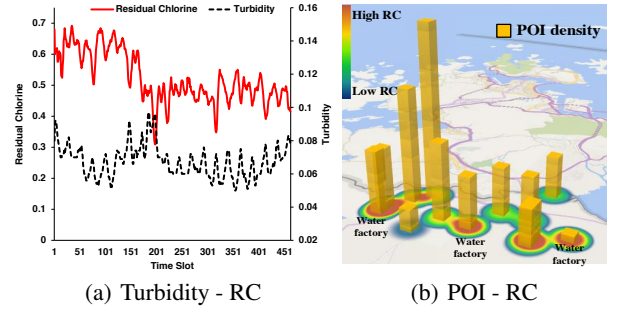 Residual Chlorine Turbidity
0.8
0.7
0.6
0.5
0.4
0.3
0.2
0.1
0
Residual Chlorine
0.16
0.14
0.12
0.1
0.08
0.06
0.04
0.02
Turbidity
1 51 101 151 201 251 301 351 401 451
Time Slot
(a) Turbidity - RC
High RC
Low RC
POI density
Water
factory
Water
factory
Water
factory
(b) POI - RC